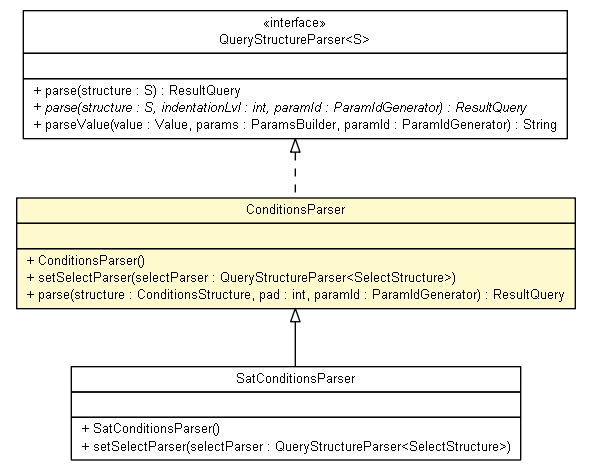 «interface»
QueryStructureParser<S>
+ parse(structure : S) : ResultQuery
+ parse(structure : S, indentationLvl : int, paramId : ParamIdGenerator) : ResultQuery
+ parseValue(value : Value, params : ParamsBuilder, paramId : ParamIdGenerator) : String
ConditionsParser
+ ConditionsParser()
+ setSelectParser(selectParser : QueryStructureParser<SelectStructure>)
+ parse(structure : ConditionsStructure, pad : int, paramId : ParamIdGenerator) : ResultQuery
SatConditionsParser
+ SatConditionsParser()
+ setSelectParser(selectParser : QueryStructureParser<SelectStructure>)